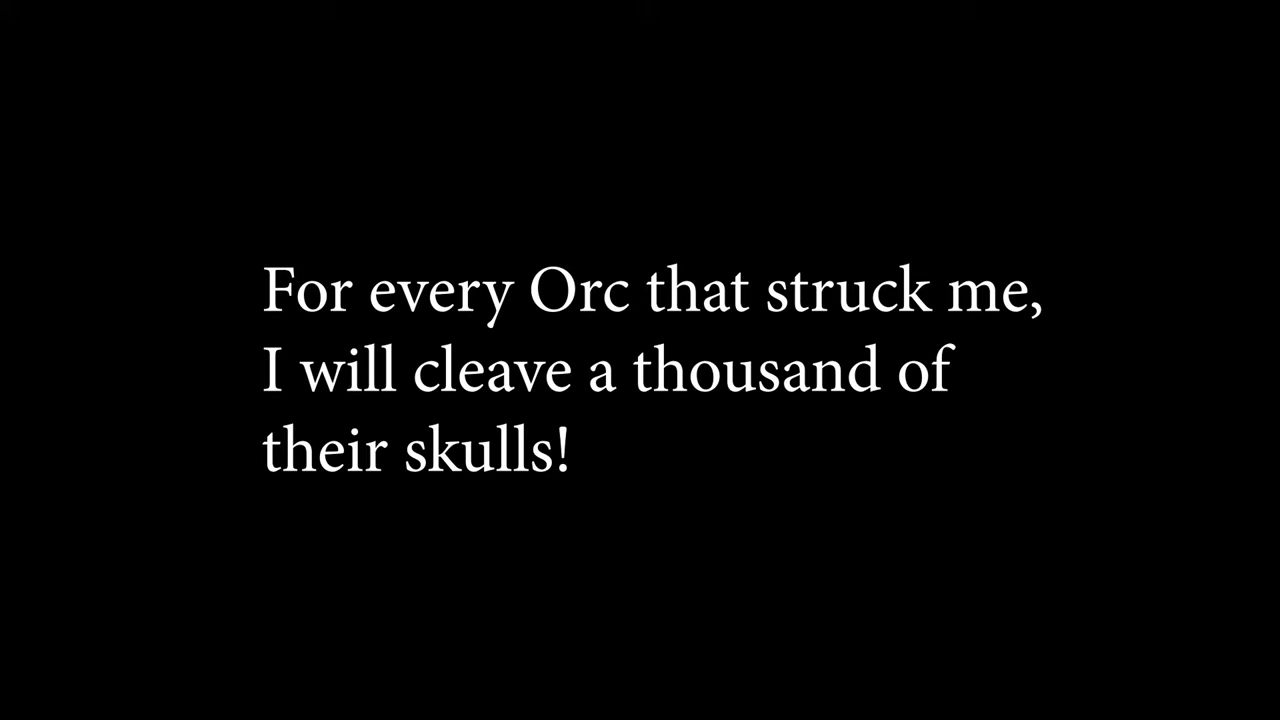 For every Orc that struck me,
I will cleave a thousand of
their skulls!